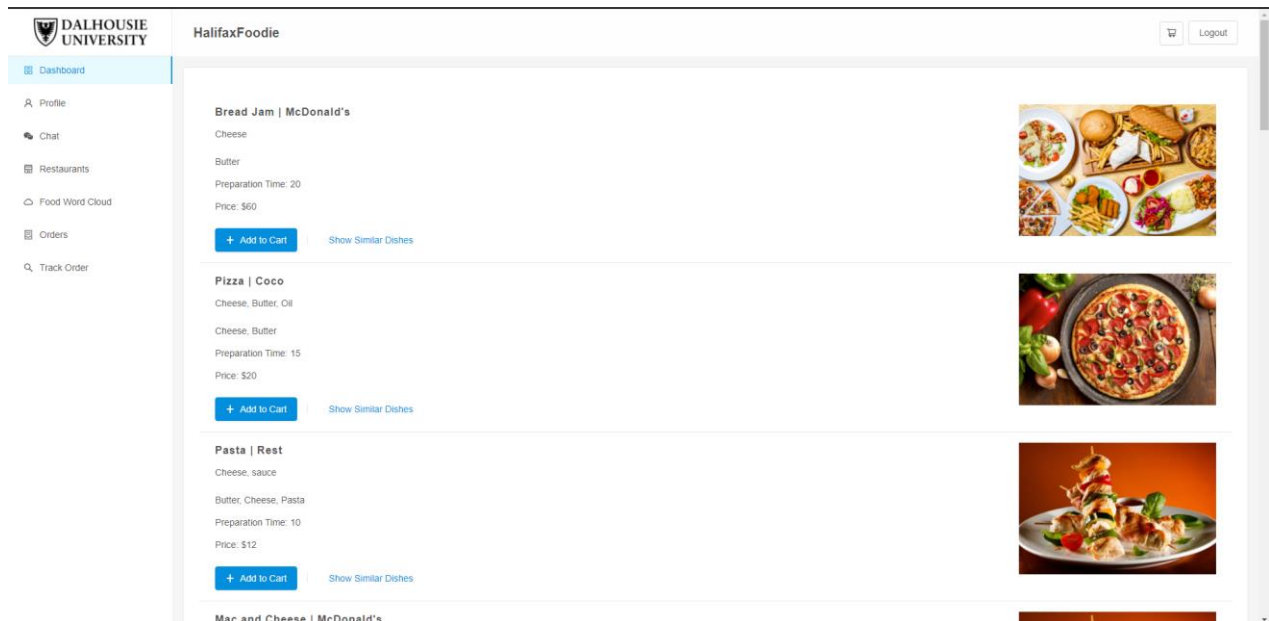 DALHOUSIE
UNIVERSITY
HalifaxFoodie
Logout
Dashboard
Profile
Chat
Restaurants
Food Word Cloud
Orders
Track Order
Bread Jam | McDonald's
Cheese
Butter
Preparation Time: 20
Price: $60
+ Add to Cart
Show Similar Dishes
Pizza | Coco
Cheese, Butter, Oil
Cheese, Butter
Preparation Time: 15
Price: $20
+ Add to Cart
Show Similar Dishes
Pasta | Rest
Cheese, sauce
Butter, Cheese, Pasta
Preparation Time: 10
Price: $12
+ Add to Cart
Show Similar Dishes
Mac and Cheese | McDonald's